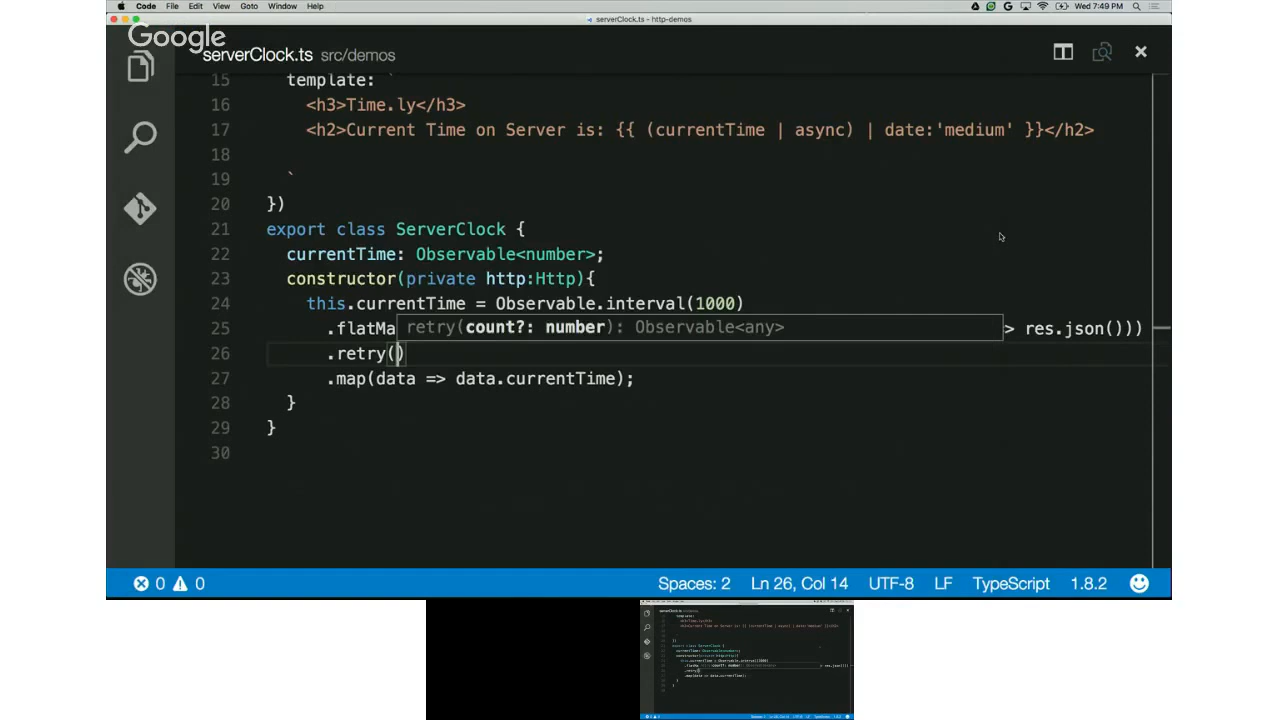 Code File Edit View Goto Window Help Wed 7:49 PM
serverClock.ts - http-demos
Google
serverClock.ts src/demos
15 template: `
16 <h3>Time.ly</h3>
17 <h2>Current Time on Server is: {{ (currentTime | async) | date:'medium' }}</h2>
18
19 `
20 })
21 export class ServerClock {
22 currentTime: Observable<number>;
23 constructor(private http:Http){
24 this.currentTime = Observable.interval(1000)
25 .flatMa > res.json()))
retry(count?: number): Observable<any>
26 .retry()
27 .map(data => data.currentTime);
28 }
29 }
30
0 0 Spaces: 2 Ln 26, Col 14 UTF-8 LF TypeScript 1.8.2